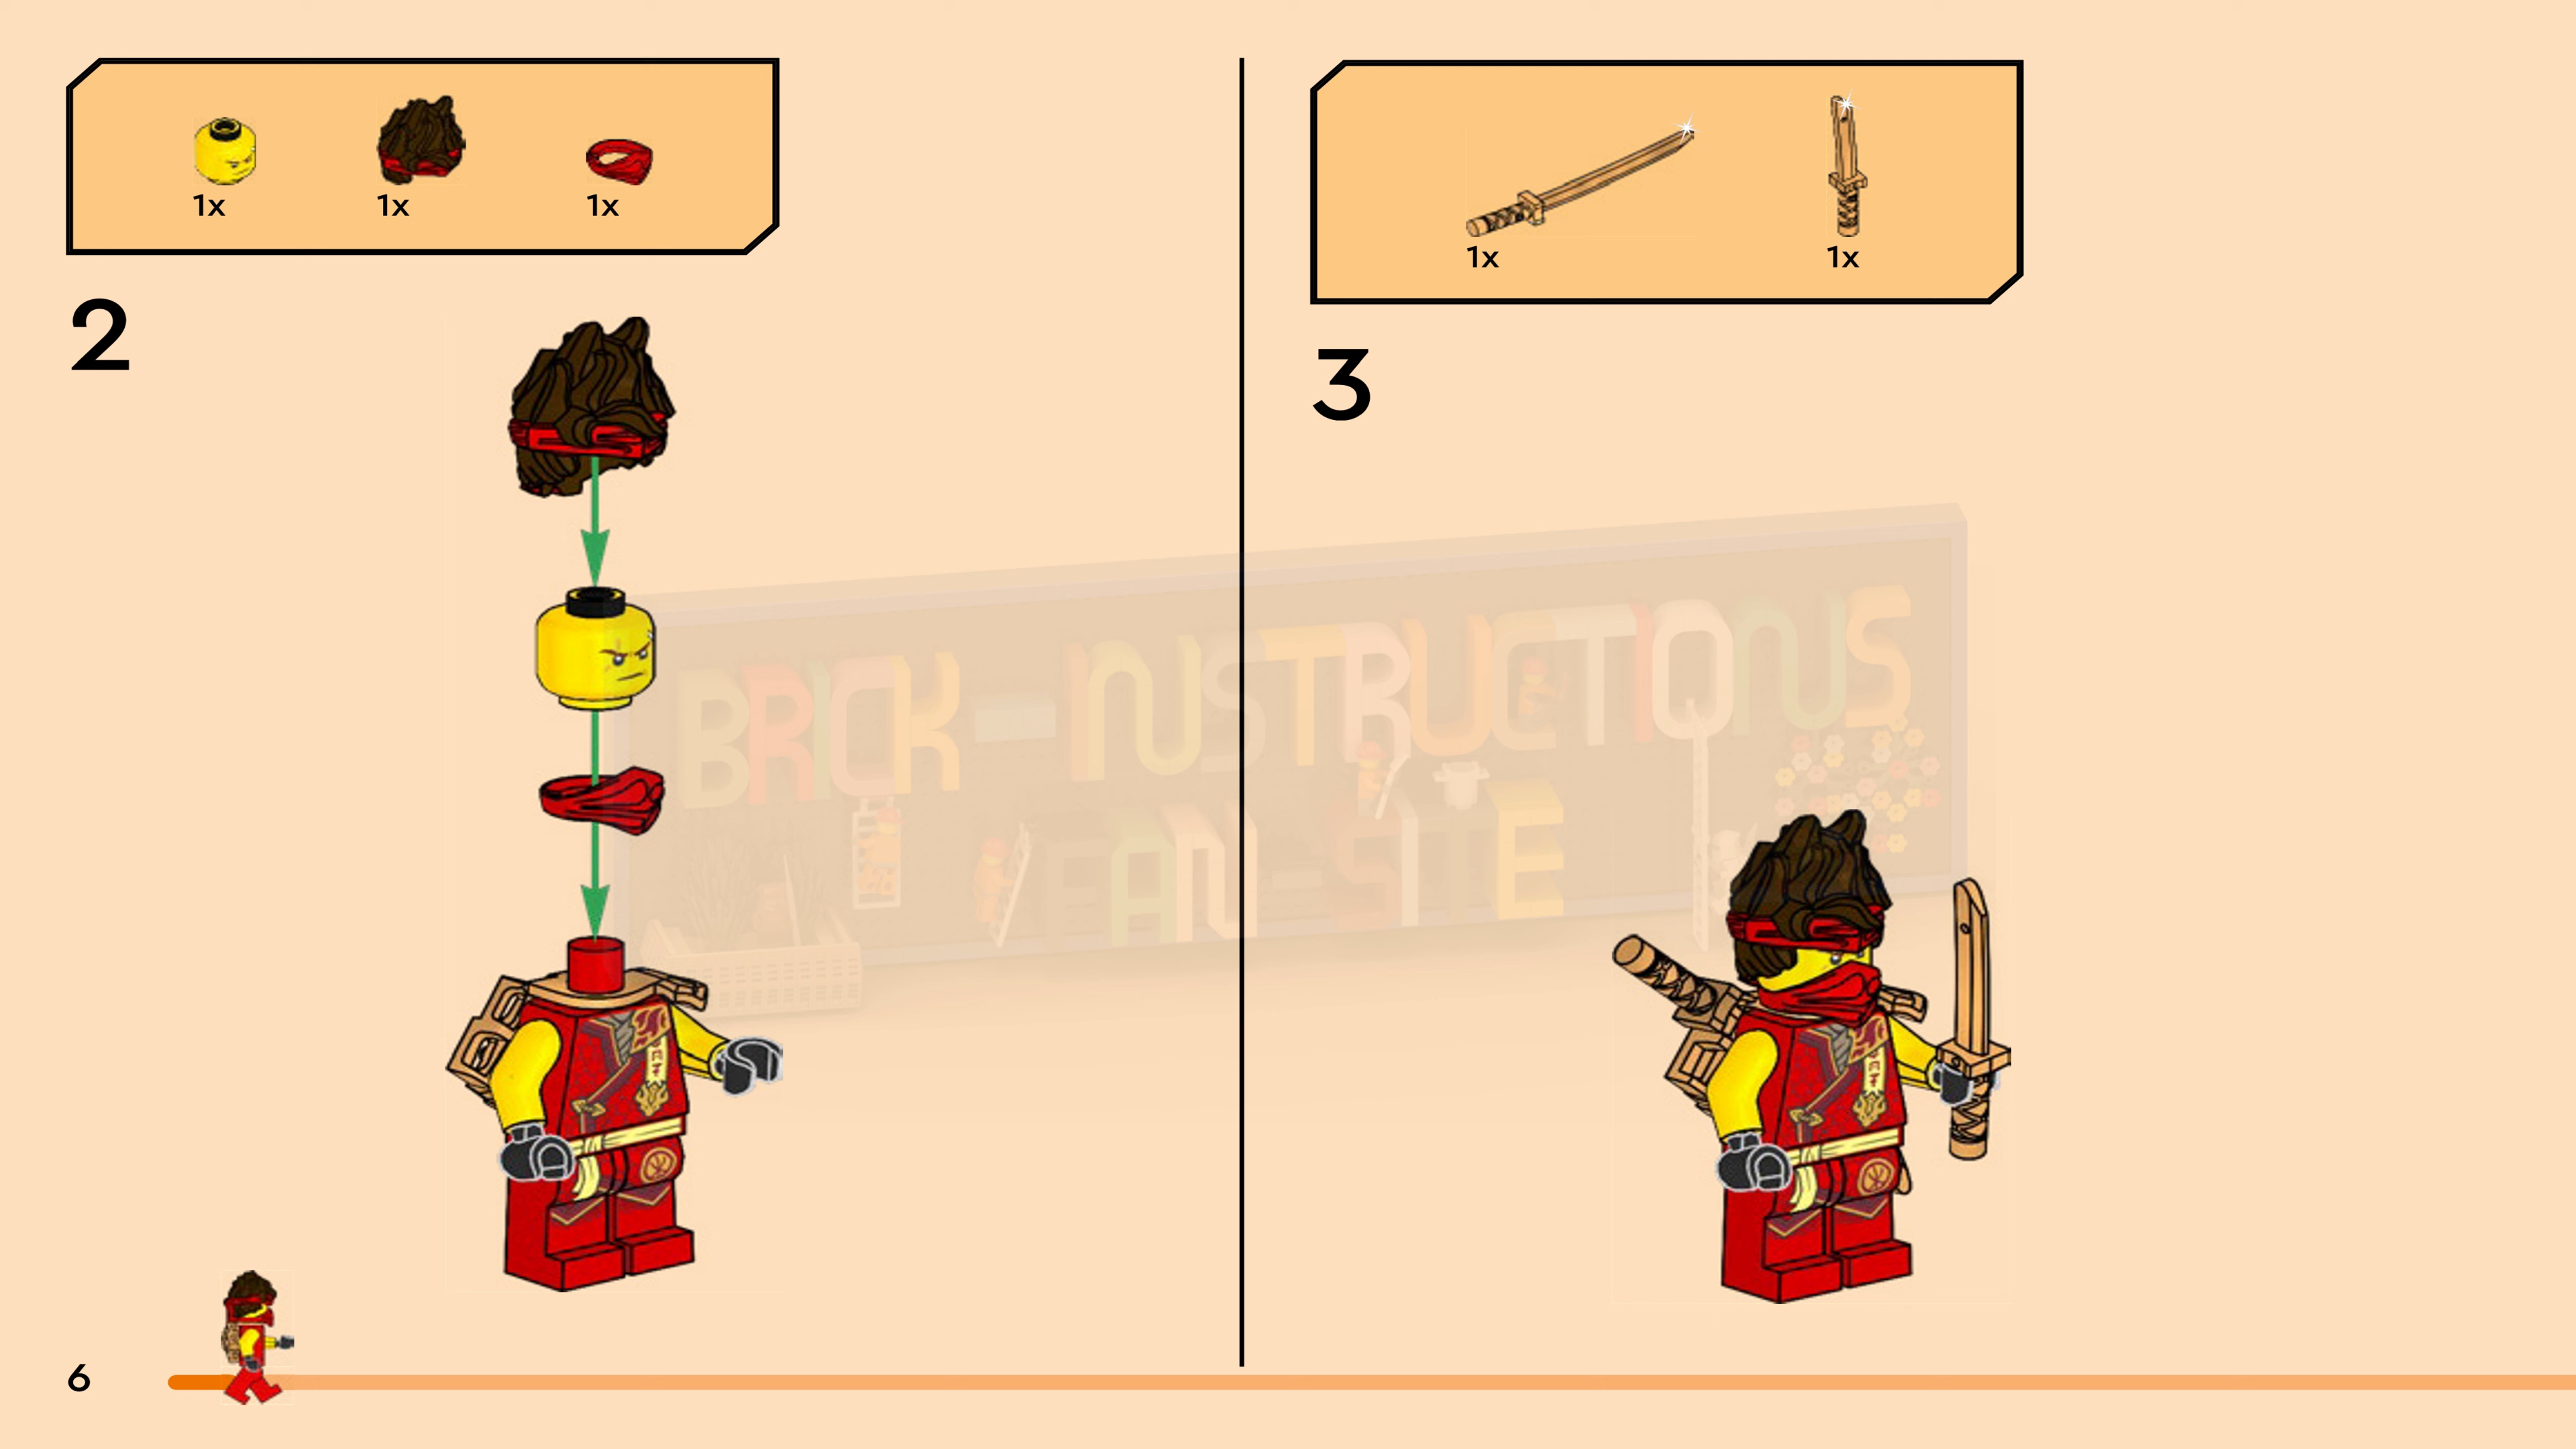 1x 1x 1x
2
1x 1x
3
BRICK-INSTRUCTIONS
FAN-SITE
6